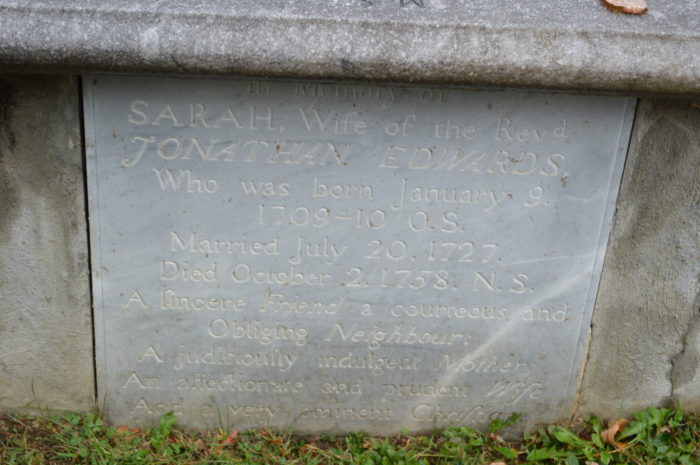 In Memory of
SARAH, Wife of the Revd
JONATHAN EDWARDS,
Who was born January 9.
1709-10 O.S.
Married July 20. 1727.
Died October 2. 1758. N.S.
A ſincere Friend a courteous, and
Obliging Neighbour,
A judiciouſly indulgent Mother,
An affectionate and prudent Wife
And a very eminent Chriſtian